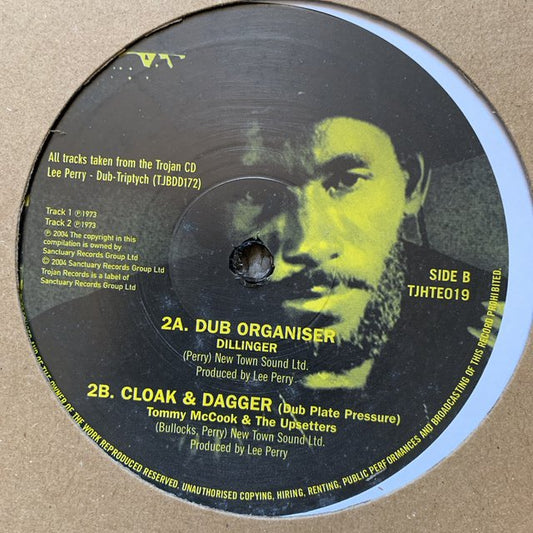 All tracks taken from the Trojan CD
Lee Perry - Dub-Triptych (TJBDD172)
Track 1 ℗1973
Track 2 ℗1973
℗ 2004 The copyright in this
compilation is owned by
Sanctuary Records Group Ltd
© 2004 Sanctuary Records Group Ltd
Trojan Records is a label of
Sanctuary Records Group Ltd
SIDE B
TJHTE019
2A. DUB ORGANISER
DILLINGER
(Perry) New Town Sound Ltd.
Produced by Lee Perry
2B. CLOAK & DAGGER (Dub Plate Pressure)
Tommy McCook & The Upsetters
(Bullocks, Perry) New Town Sound Ltd.
Produced by Lee Perry
OF THE OWNER OF THE WORK REPRODUCED RESERVED. UNAUTHORISED COPYING, HIRING, RENTING, PUBLIC PERFORMANCES AND BROADCASTING OF THIS RECORD PROHIBITED.